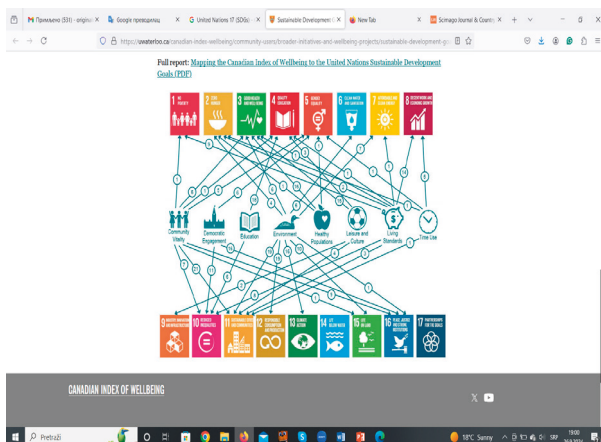 Примљено (531) - original
Google преводилац
United Nations 17 (SDGs)
Sustainable Development G
New Tab
Scimago Journal & Country
https://uwaterloo.ca/canadian-index-wellbeing/community-users/broader-initiatives-and-wellbeing-projects/sustainable-development-go
Full report: Mapping the Canadian Index of Wellbeing to the United Nations Sustainable Development
Goals (PDF)
1 NO POVERTY
2 ZERO HUNGER
3 GOOD HEALTH AND WELL-BEING
4 QUALITY EDUCATION
5 GENDER EQUALITY
6 CLEAN WATER AND SANITATION
7 AFFORDABLE AND CLEAN ENERGY
8 DECENT WORK AND ECONOMIC GROWTH
Community Vitality
Democratic Engagement
Education
Environment
Healthy Populations
Leisure and Culture
Living Standards
Time Use
9 INDUSTRY, INNOVATION AND INFRASTRUCTURE
10 REDUCED INEQUALITIES
11 SUSTAINABLE CITIES AND COMMUNITIES
12 RESPONSIBLE CONSUMPTION AND PRODUCTION
13 CLIMATE ACTION
14 LIFE BELOW WATER
15 LIFE ON LAND
16 PEACE, JUSTICE AND STRONG INSTITUTIONS
17 PARTNERSHIPS FOR THE GOALS
CANADIAN INDEX OF WELLBEING
Pretraži
18°C Sunny
SRP
19:00